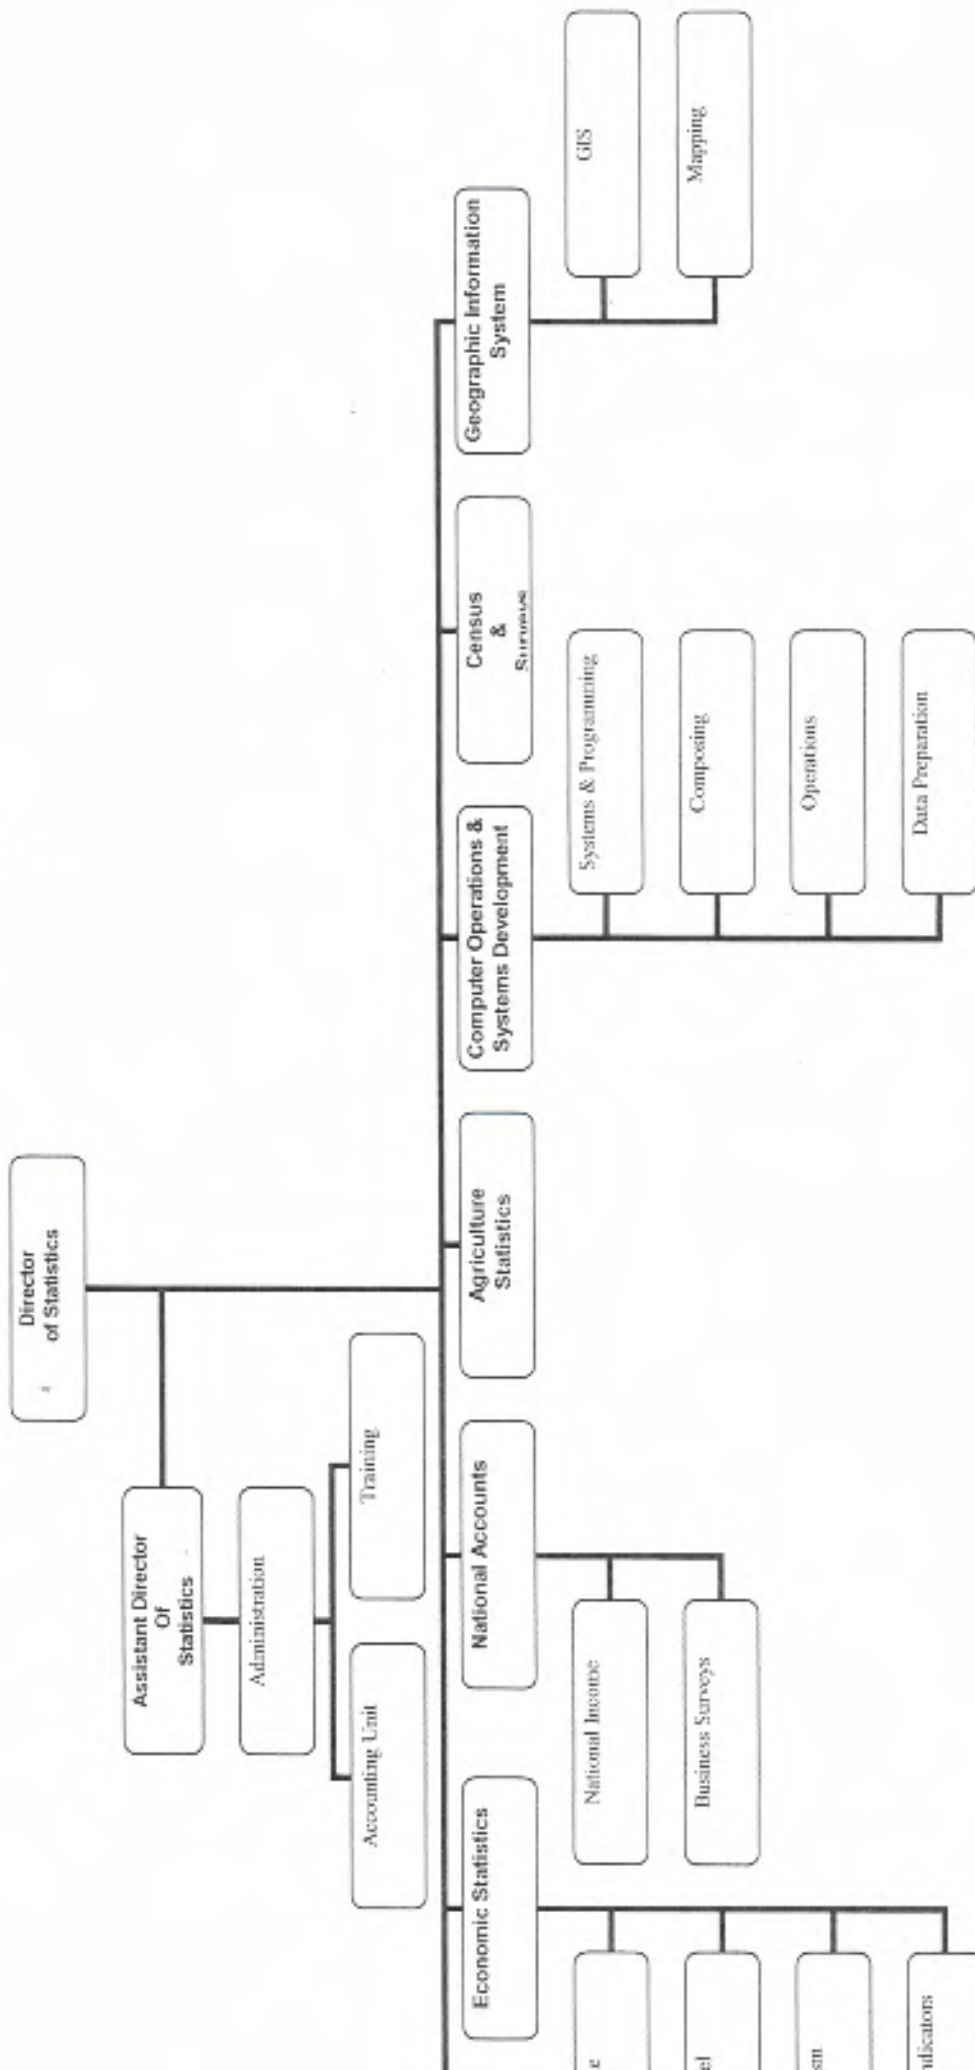 Director
of Statistics
Assistant Director
Of
Statistics
Administration
Accounting Unit
Training
Economic Statistics
National Accounts
National Income
Business Surveys
Agriculture
Statistics
Computer Operations &
Systems Development
Systems & Programming
Composing
Operations
Data Preparation
Census
&
Geographic Information
System
GIS
Mapping